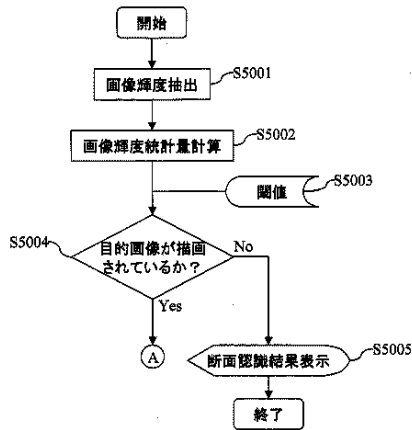 開始
画像輝度抽出
S5001
画像輝度統計量計算
S5002
閾値
S5003
目的画像が描画
されているか?
S5004
No
Yes
A
断面認識結果表示
S5005
終了